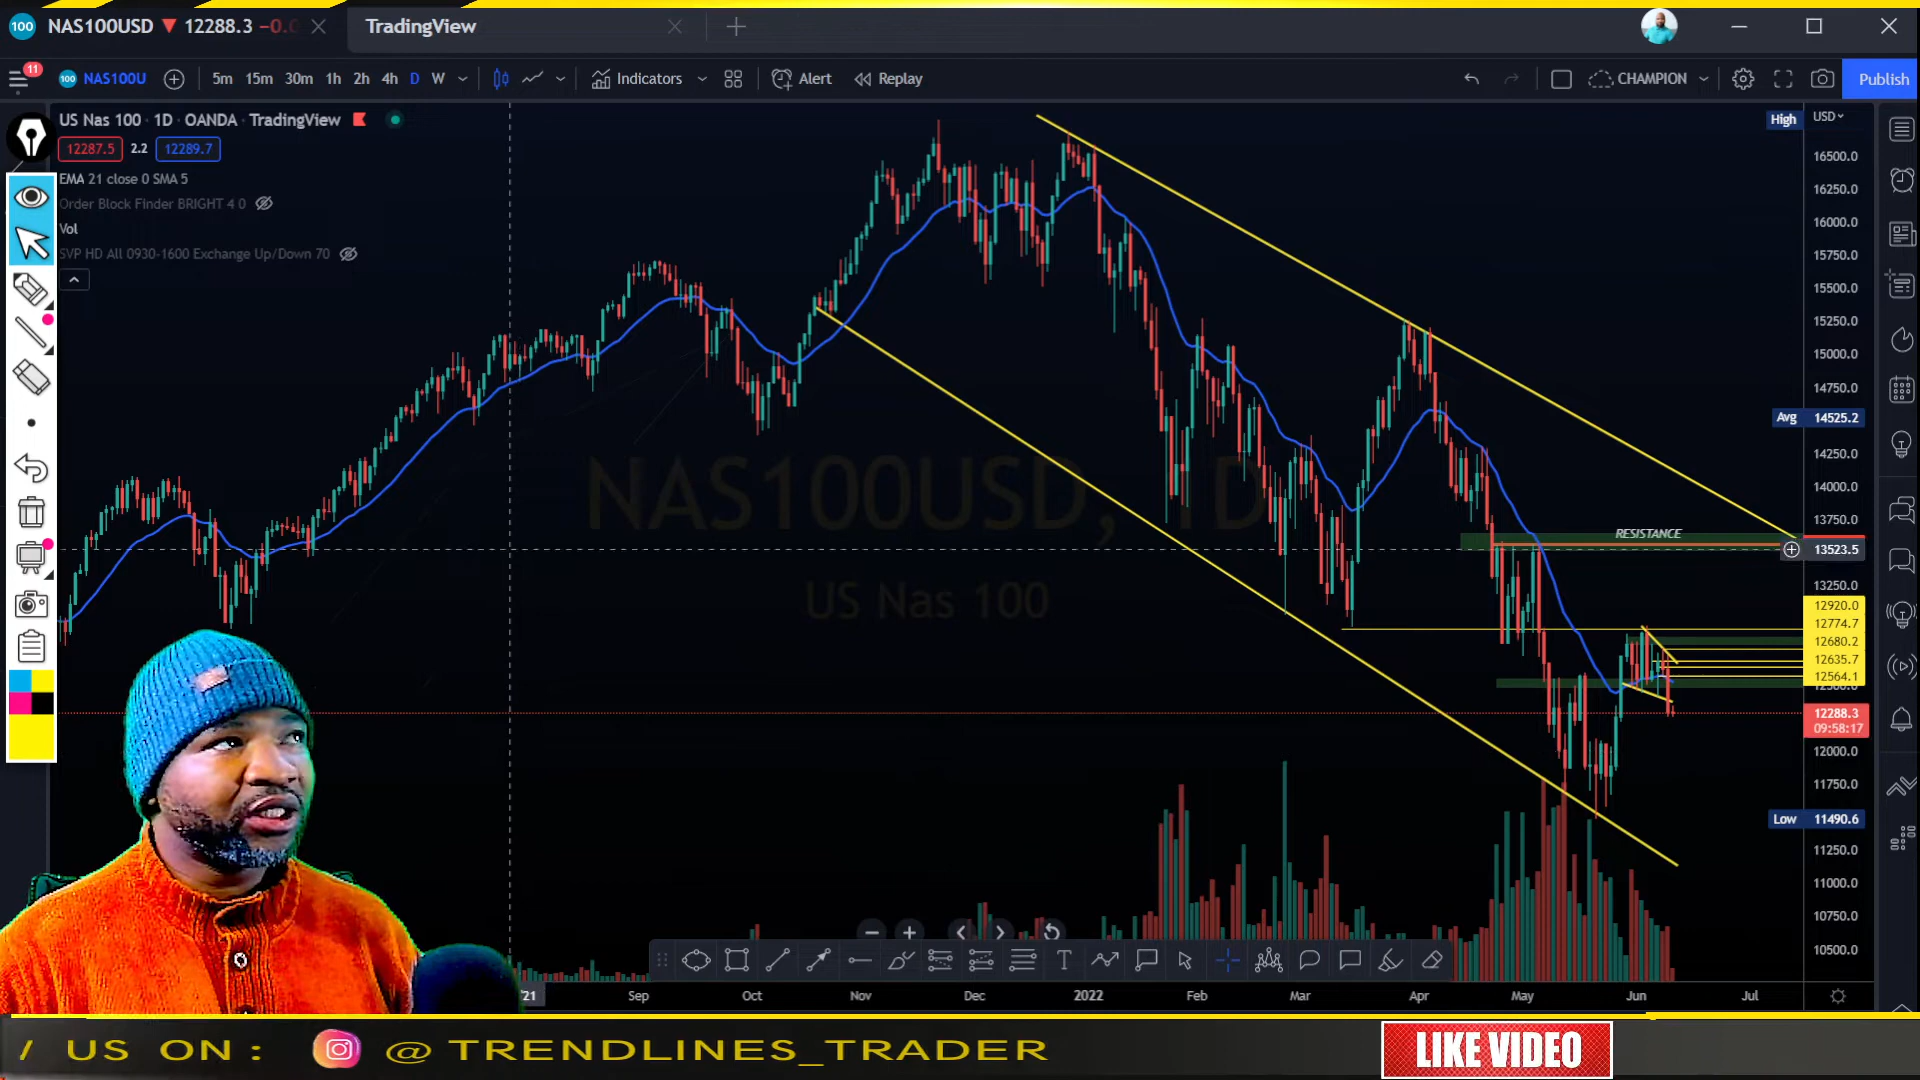 NAS100USD ▼ 12288.3 −0.0
TradingView
11
100 NAS100U 5m 15m 30m 1h 2h 4h D W Indicators Alert Replay CHAMPION Publish
US Nas 100 · 1D · OANDA · TradingView
12287.5 2.2 12289.7
EMA 21 close 0 SMA 5
Order Block Finder BRIGHT 4 0
Vol
SVP HD All 0930-1600 Exchange Up/Down 70
NAS100USD, 1D
US Nas 100
RESISTANCE
High
USD
16500.0
16250.0
16000.0
15750.0
15500.0
15250.0
15000.0
14750.0
Avg 14525.2
14250.0
14000.0
13750.0
13523.5
13250.0
12920.0
12774.7
12680.2
12635.7
12564.1
12288.3
09:58:17
12000.0
11750.0
Low 11490.6
11250.0
11000.0
10750.0
10500.0
'21 Sep Oct Nov Dec 2022 Feb Mar Apr May Jun Jul
/ US ON : @ TRENDLINES_TRADER
LIKE VIDEO